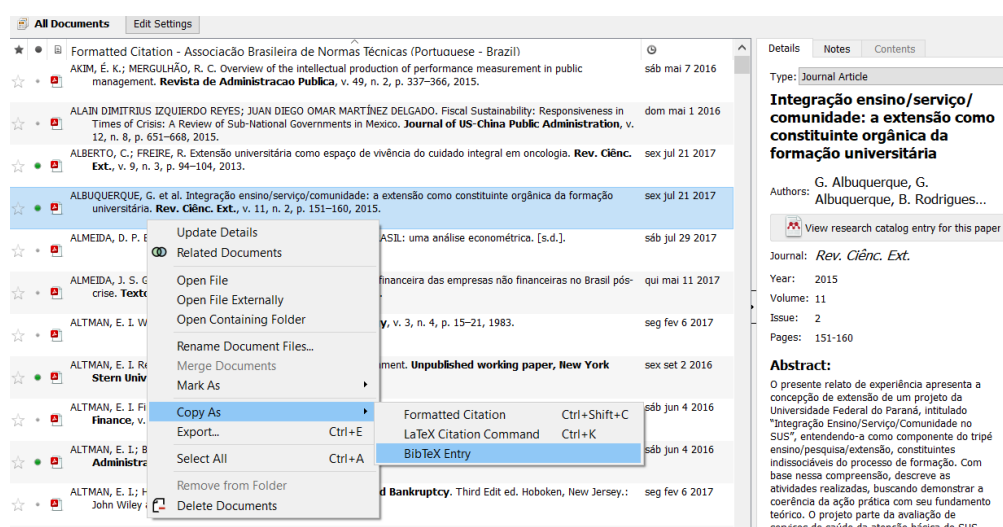 All Documents Edit Settings
Formatted Citation - Associacão Brasileira de Normas Técnicas (Portuguese - Brazil)
AKIM, É. K.; MERGULHÃO, R. C. Overview of the intellectual production of performance measurement in public sáb mai 7 2016
management. Revista de Administracao Publica, v. 49, n. 2, p. 337–366, 2015.
ALAIN DIMITRIUS IZQUIERDO REYES; JUAN DIEGO OMAR MARTÍNEZ DELGADO. Fiscal Sustainability: Responsiveness in dom mai 1 2016
Times of Crisis: A Review of Sub-National Governments in Mexico. Journal of US-China Public Administration, v.
12, n. 8, p. 651–668, 2015.
ALBERTO, C.; FREIRE, R. Extensão universitária como espaço de vivência do cuidado integral em oncologia. Rev. Ciênc. sex jul 21 2017
Ext., v. 9, n. 3, p. 94–104, 2013.
ALBUQUERQUE, G. et al. Integração ensino/serviço/comunidade: a extensão como constituinte orgânica da formação sex jul 21 2017
universitária. Rev. Ciênc. Ext., v. 11, n. 2, p. 151–160, 2015.
ALMEIDA, D. P. ASIL: uma análise econométrica. [s.d.]. sáb jul 29 2017
ALMEIDA, J. S. financeira das empresas não financeiras no Brasil pós- qui mai 11 2017
crise. Texto
ALTMAN, E. I. W y, v. 3, n. 4, p. 15–21, 1983. seg fev 6 2017
ALTMAN, E. I. Re ment. Unpublished working paper, New York sex set 2 2016
Stern Univ
ALTMAN, E. I. Fi sáb jun 4 2016
Finance, v.
ALTMAN, E. I.; B sáb jun 4 2016
Administra
ALTMAN, E. I.; H d Bankruptcy. Third Edit ed. Hoboken, New Jersey.: seg fev 6 2017
John Wiley
Update Details
Related Documents
Open File
Open File Externally
Open Containing Folder
Rename Document Files...
Merge Documents
Mark As
Copy As
Export... Ctrl+E
Select All Ctrl+A
Remove from Folder
Delete Documents
Formatted Citation Ctrl+Shift+C
LaTeX Citation Command Ctrl+K
BibTeX Entry
Details Notes Contents
Type: Journal Article
Integração ensino/serviço/
comunidade: a extensão como
constituinte orgânica da
formação universitária
Authors: G. Albuquerque, G.
Albuquerque, B. Rodrigues...
View research catalog entry for this paper
Journal: Rev. Ciênc. Ext.
Year: 2015
Volume: 11
Issue: 2
Pages: 151-160
Abstract:
O presente relato de experiência apresenta a
concepção de extensão de um projeto da
Universidade Federal do Paraná, intitulado
"Integração Ensino/Serviço/Comunidade no
SUS", entendendo-a como componente do tripé
ensino/pesquisa/extensão, constituintes
indissociáveis do processo de formação. Com
base nessa compreensão, descreve as
atividades realizadas, buscando demonstrar a
coerência da ação prática com seu fundamento
teórico. O projeto parte da avaliação de
serviços de saúde da atenção básica do SUS